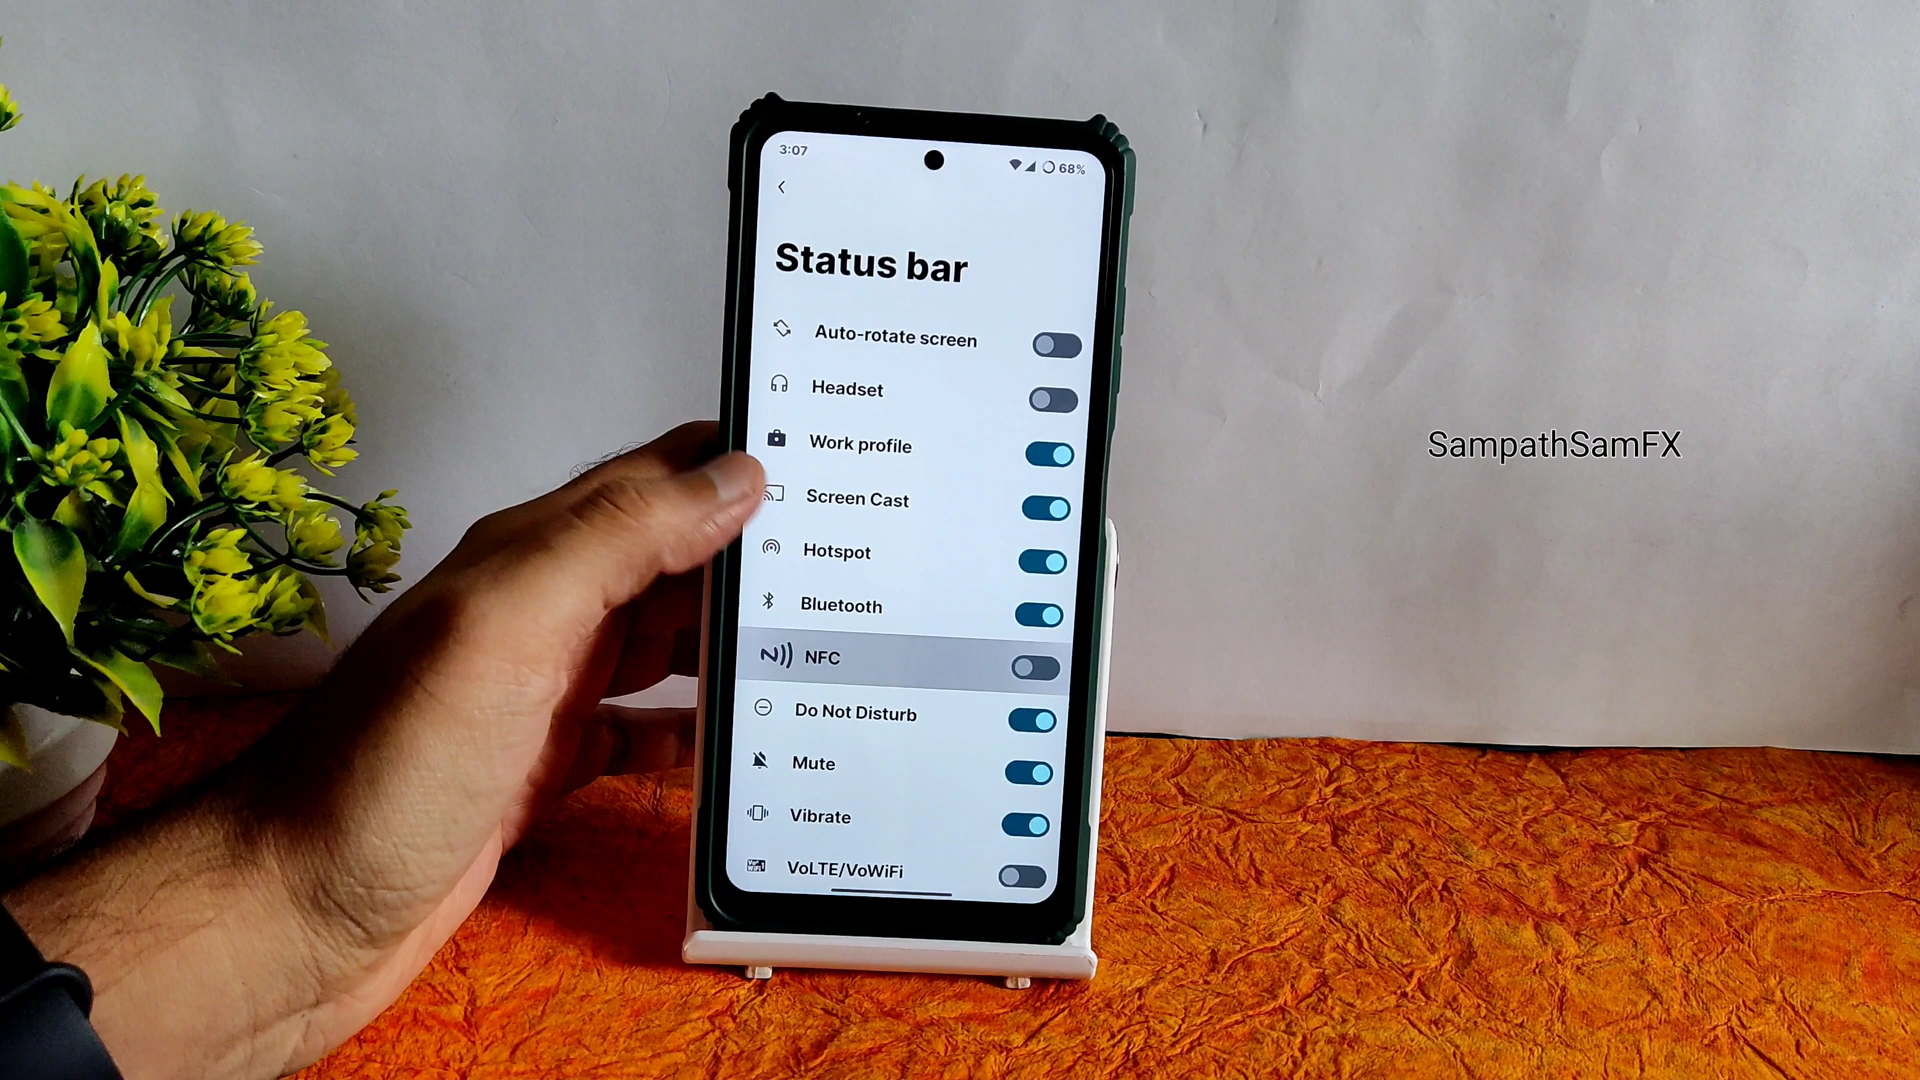 3:07
68%
Status bar
Auto-rotate screen
Headset
Work profile
Screen Cast
Hotspot
Bluetooth
NFC
Do Not Disturb
Mute
Vibrate
VoLTE/VoWiFi
SampathSamFX